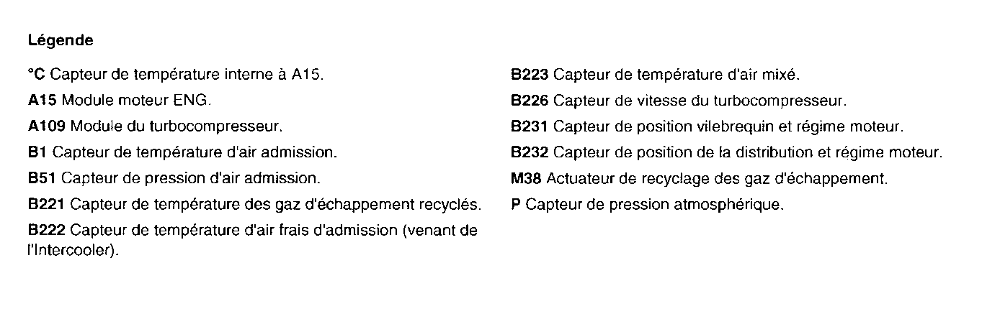 Légende
°C Capteur de température interne à A15.
A15 Module moteur ENG.
A109 Module du turbocompresseur.
B1 Capteur de température d'air admission.
B51 Capteur de pression d'air admission.
B221 Capteur de température des gaz d'échappement recyclés.
B222 Capteur de température d'air frais d'admission (venant de
l'Intercooler).
B223 Capteur de température d'air mixé.
B226 Capteur de vitesse du turbocompresseur.
B231 Capteur de position vilebrequin et régime moteur.
B232 Capteur de position de la distribution et régime moteur.
M38 Actuateur de recyclage des gaz d'échappement.
P Capteur de pression atmosphérique.